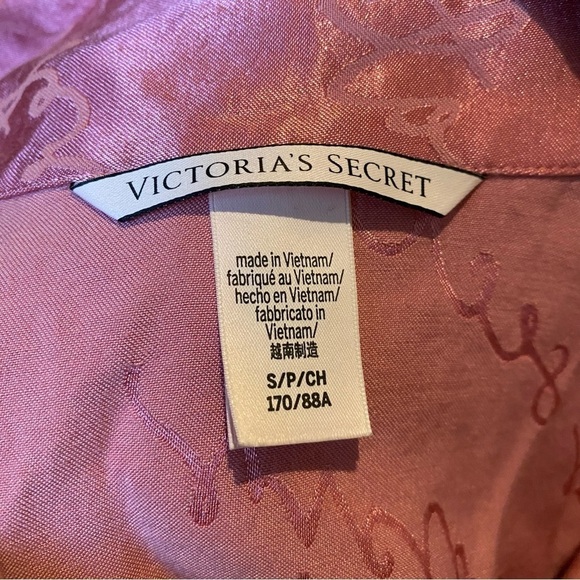 VICTORIA'S SECRET
made in Vietnam/
fabriqué au Vietnam/
hecho en Vietnam/
fabbricato in
Vietnam/
越南制造
S/P/CH
170/88A